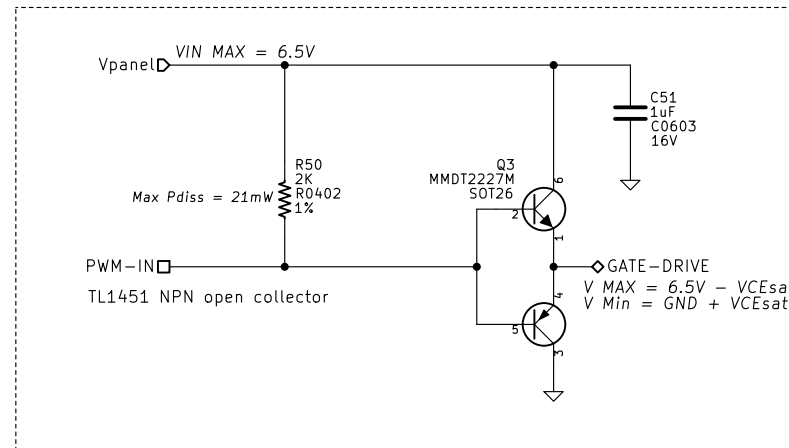 VIN MAX = 6.5V
Vpanel
C51
1uF
C0603
16V
R50
2K
R0402
1%
Max Pdiss = 21mW
Q3
MMDT2227M
SOT26
6
2
1
PWM-IN
GATE-DRIVE
TL1451 NPN open collector
V MAX = 6.5V - VCEsa
V Min = GND + VCEsat
4
5
3